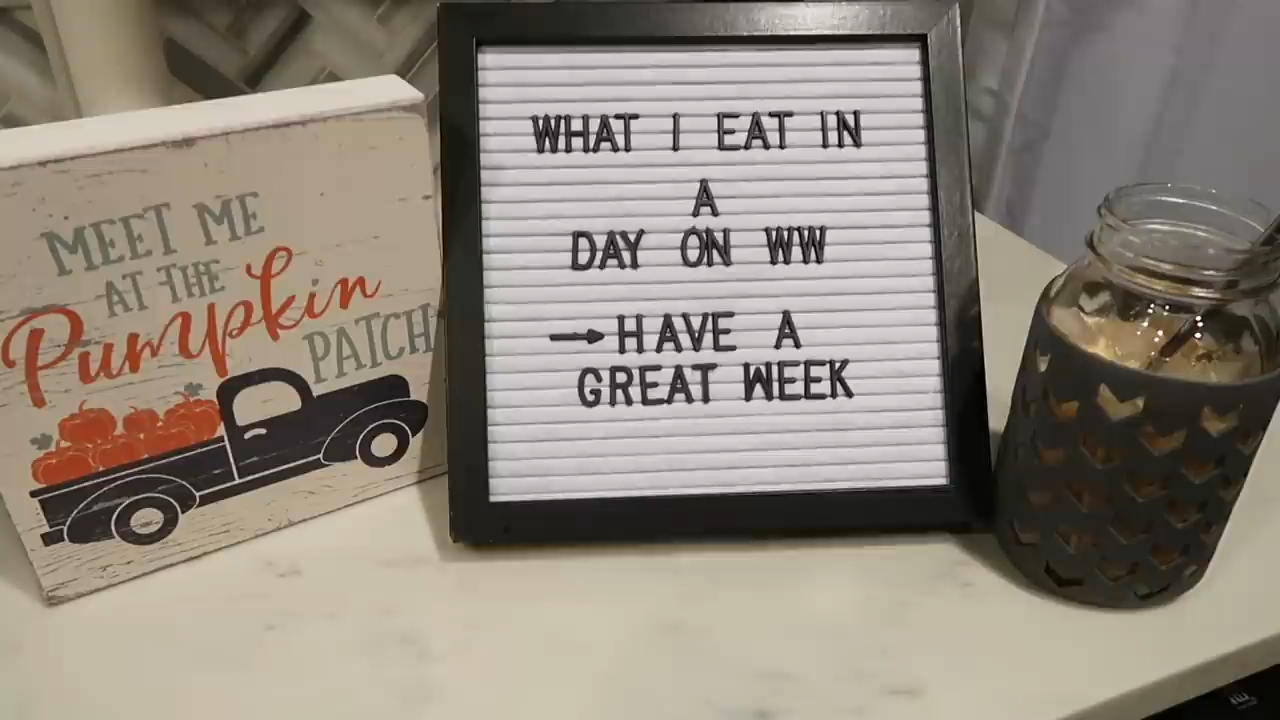 MEET ME
AT THE
Pumpkin
PATCH
WHAT I EAT IN
A
DAY ON WW
→HAVE A
GREAT WEEK